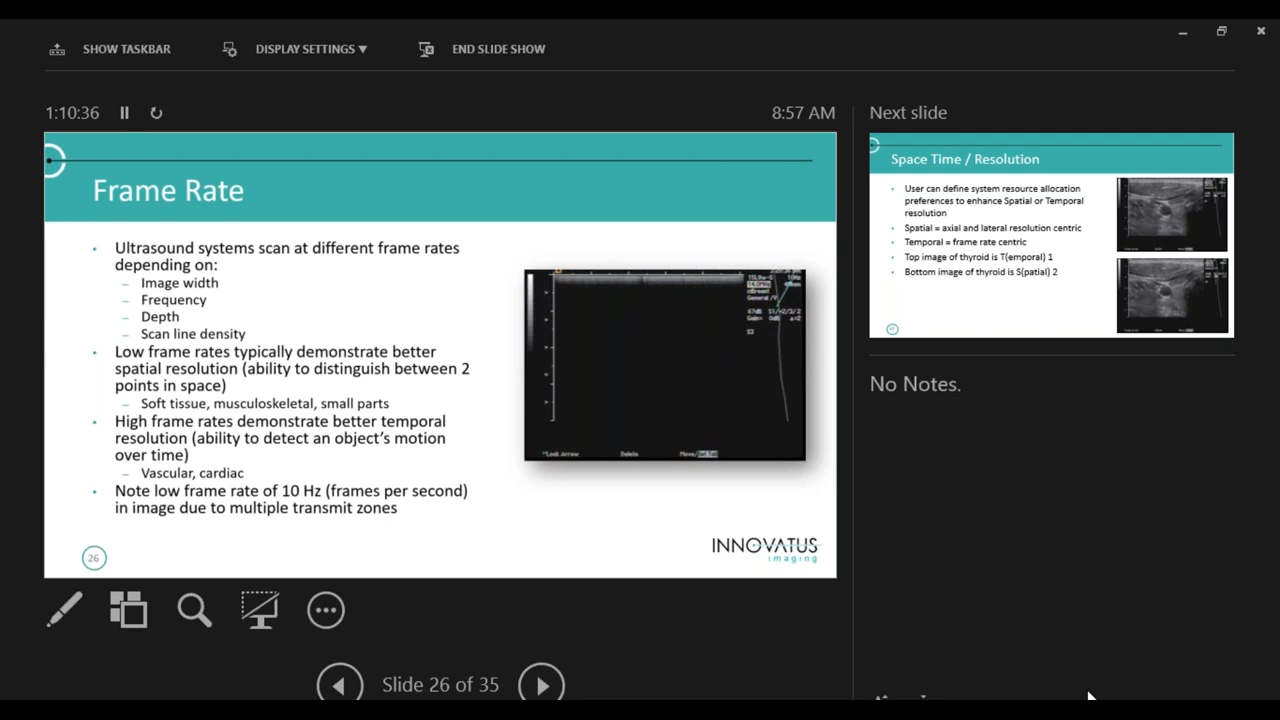 SHOW TASKBAR
DISPLAY SETTINGS ▼
END SLIDE SHOW
1:10:36
8:57 AM
Frame Rate
• Ultrasound systems scan at different frame rates
depending on:
– Image width
– Frequency
– Depth
– Scan line density
• Low frame rates typically demonstrate better
spatial resolution (ability to distinguish between 2
points in space)
– Soft tissue, musculoskeletal, small parts
• High frame rates demonstrate better temporal
resolution (ability to detect an object's motion
over time)
– Vascular, cardiac
• Note low frame rate of 10 Hz (frames per second)
in image due to multiple transmit zones
General /V
S3
Delete
26
INNOVATUS
imaging
Slide 26 of 35
Next slide
Space Time / Resolution
• User can define system resource allocation
preferences to enhance Spatial or Temporal
resolution
• Spatial = axial and lateral resolution centric
• Temporal = frame rate centric
• Top image of thyroid is T(emporal) 1
• Bottom image of thyroid is S(patial) 2
No Notes.